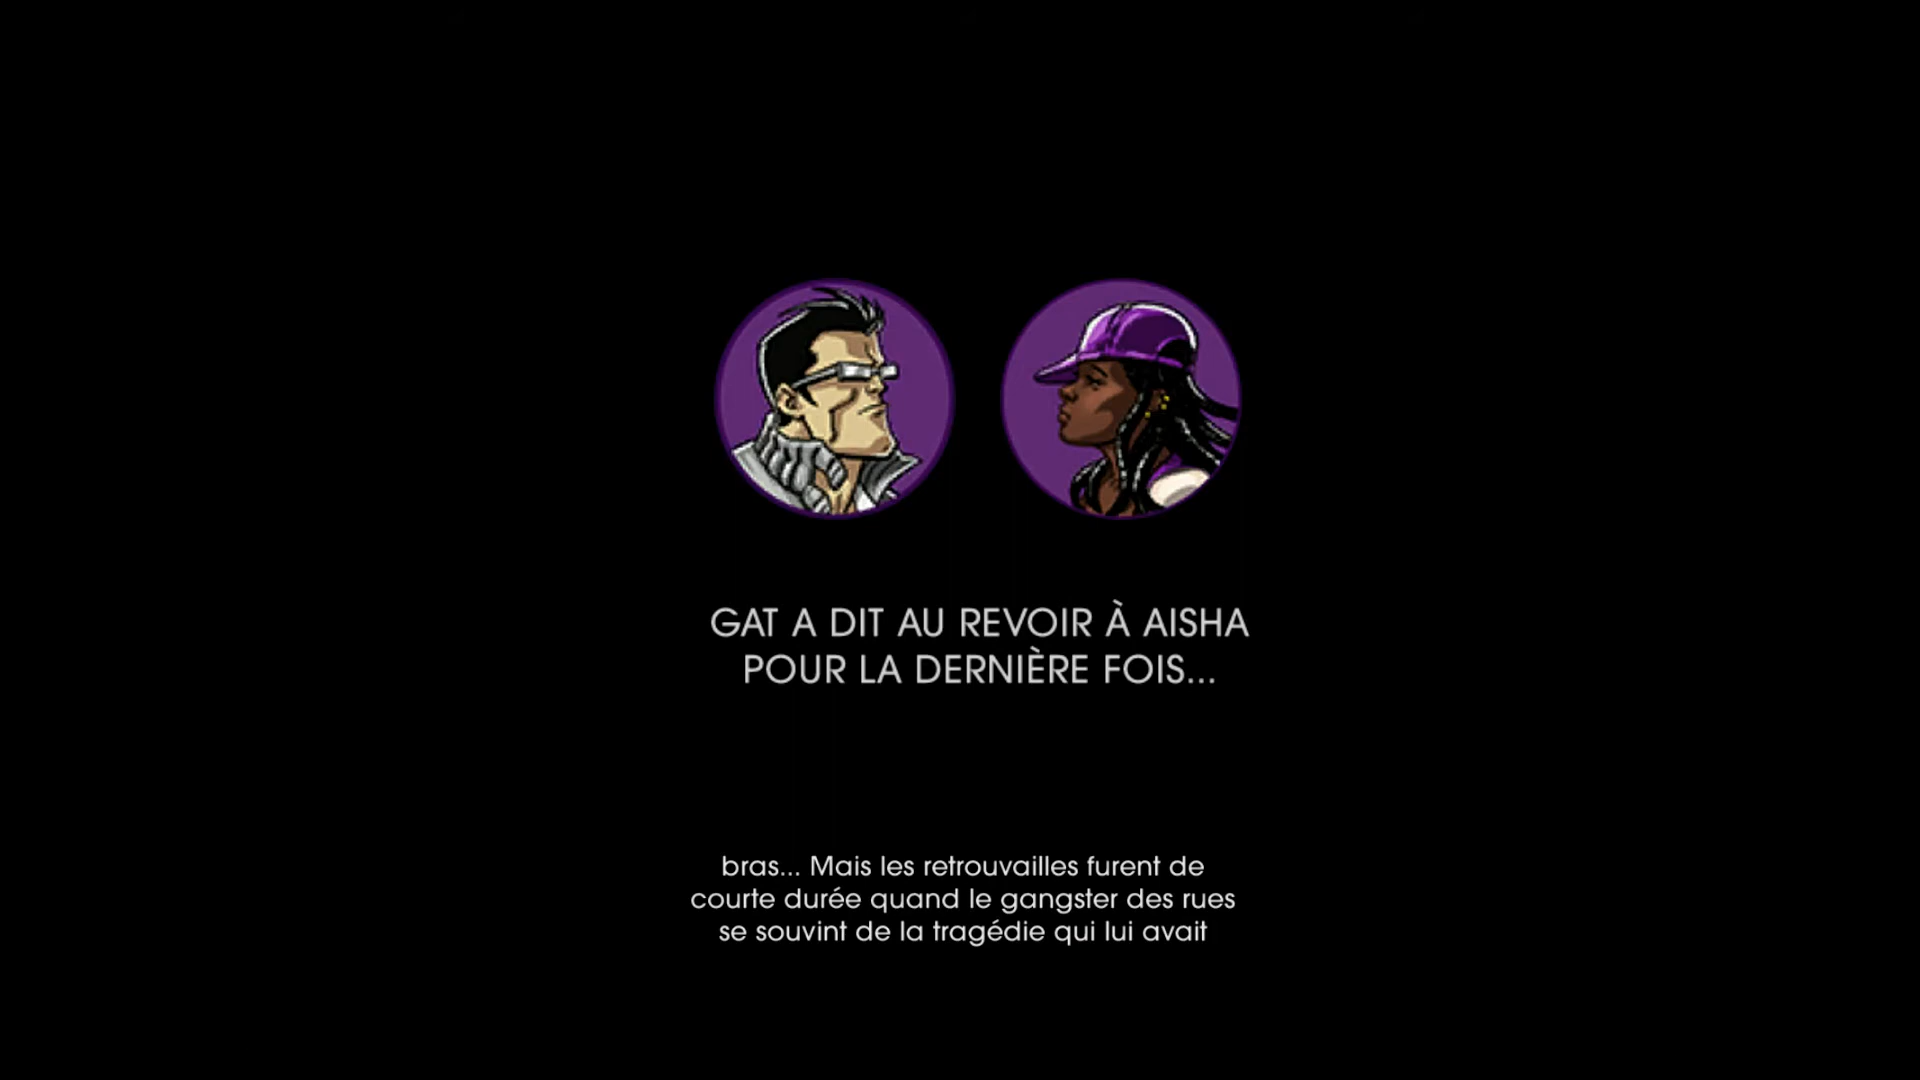 GAT A DIT AU REVOIR À AISHA
POUR LA DERNIÈRE FOIS...
bras... Mais les retrouvailles furent de
courte durée quand le gangster des rues
se souvint de la tragédie qui lui avait